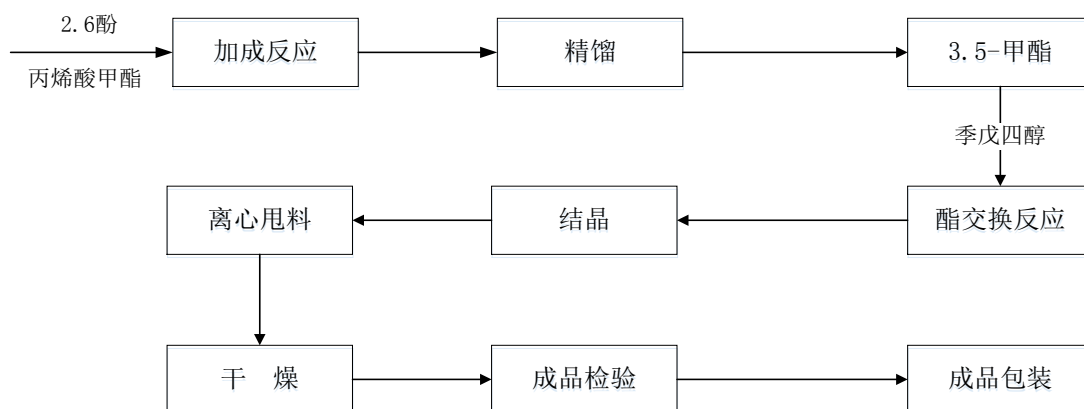 2.6酚
丙烯酸甲酯
加成反应
精馏
3.5-甲酯
季戊四醇
酯交换反应
结晶
离心甩料
干 燥
成品检验
成品包装